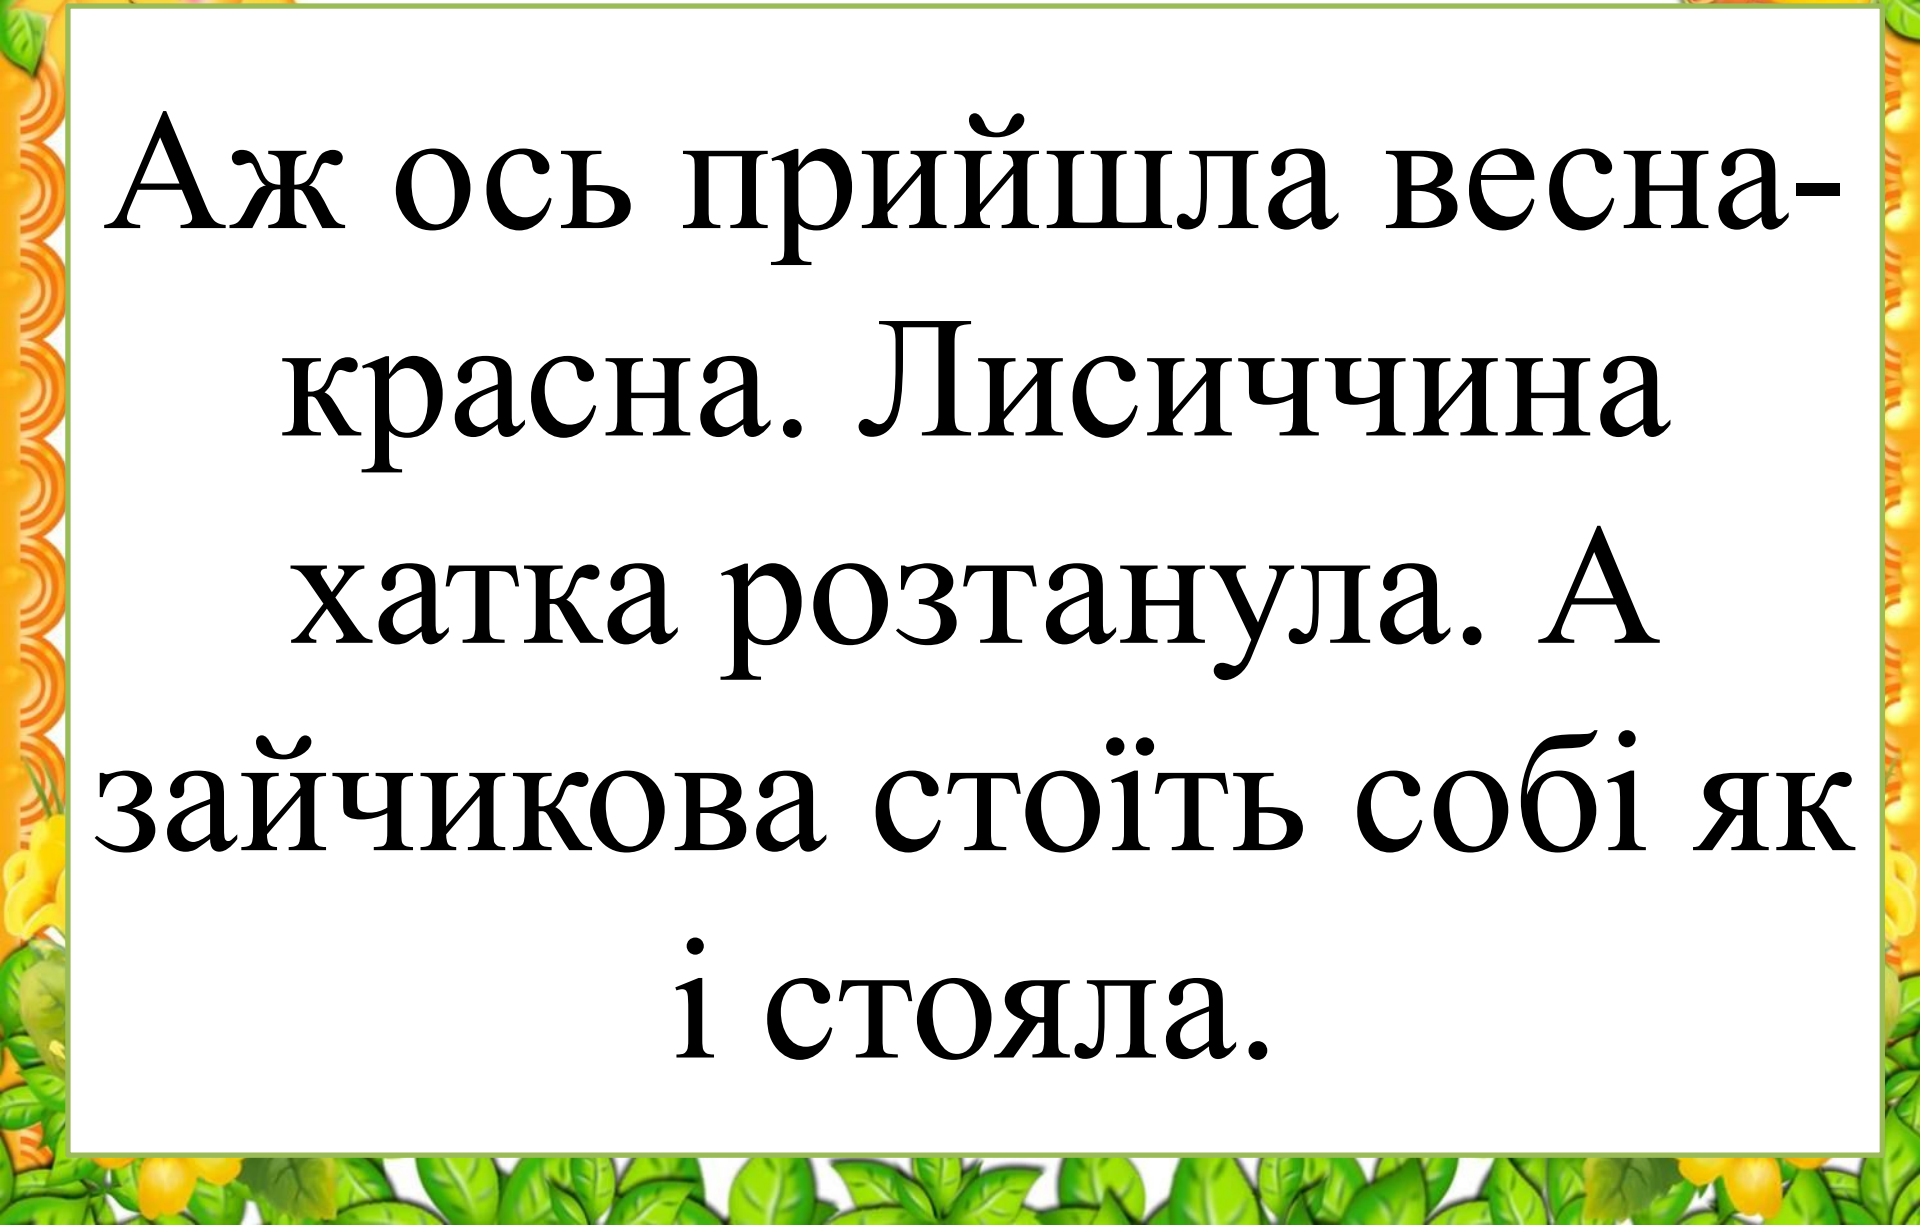 Аж ось прийшла весна-
красна. Лисиччина
хатка розтанула. А
зайчикова стоїть собі як
і стояла.